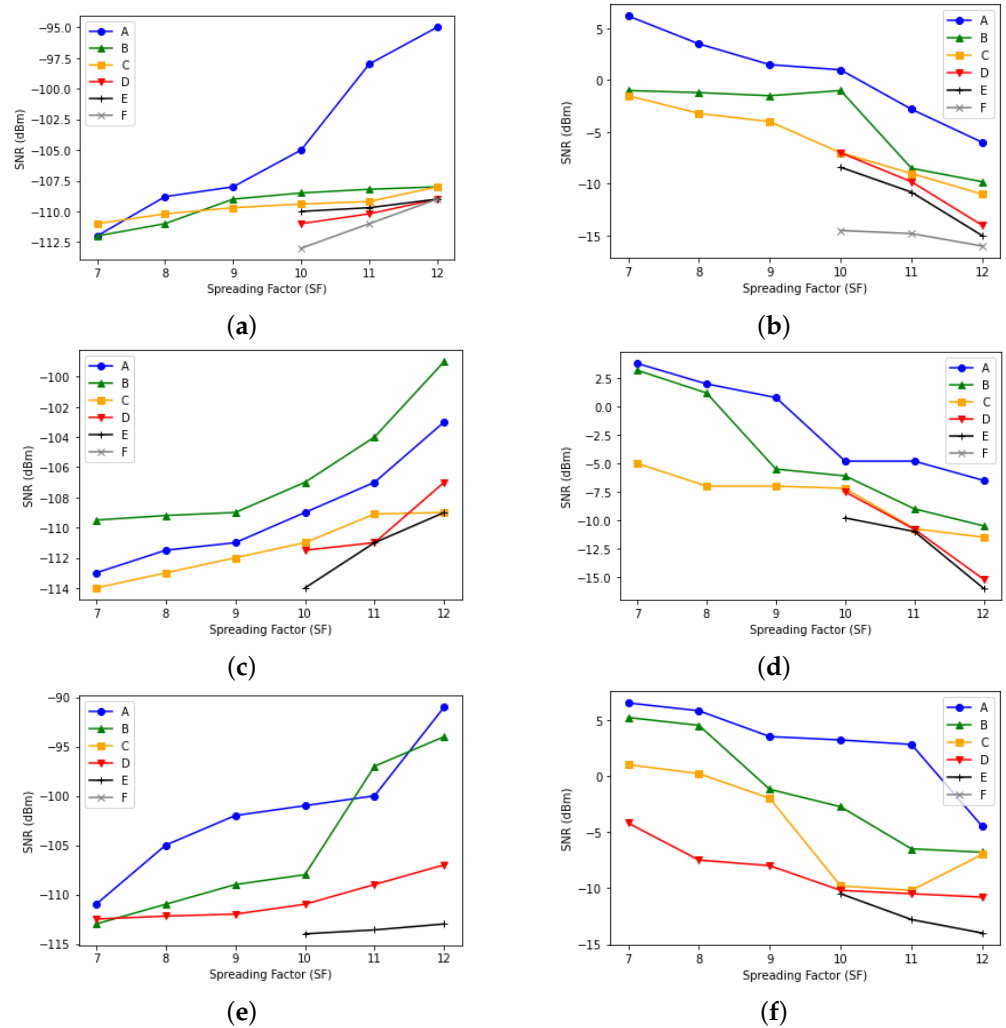 SNR (dBm)
−95.0
−97.5
−100.0
−102.5
−105.0
−107.5
−110.0
−112.5
A
B
C
D
E
F
7 8 9 10 11 12
Spreading Factor (SF)
(a)
SNR (dBm)
5
0
−5
−10
−15
A
B
C
D
E
F
7 8 9 10 11 12
Spreading Factor (SF)
(b)
SNR (dBm)
−100
−102
−104
−106
−108
−110
−112
−114
A
B
C
D
E
F
7 8 9 10 11 12
Spreading Factor (SF)
(c)
SNR (dBm)
2.5
0.0
−2.5
−5.0
−7.5
−10.0
−12.5
−15.0
A
B
C
D
E
F
7 8 9 10 11 12
Spreading Factor (SF)
(d)
SNR (dBm)
−90
−95
−100
−105
−110
−115
A
B
C
D
E
F
7 8 9 10 11 12
Spreading Factor (SF)
(e)
SNR (dBm)
5
0
−5
−10
−15
A
B
C
D
E
F
7 8 9 10 11 12
Spreading Factor (SF)
(f)